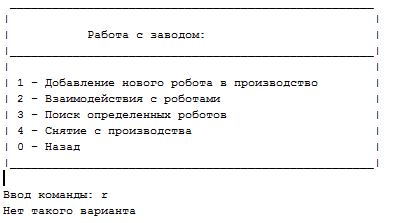 Работа с заводом:
1 - Добавление нового робота в производство
2 - Взаимодействия с роботами
3 - Поиск определенных роботов
4 - Снятие с производства
0 - Назад
Ввод команды: r
Нет такого варианта